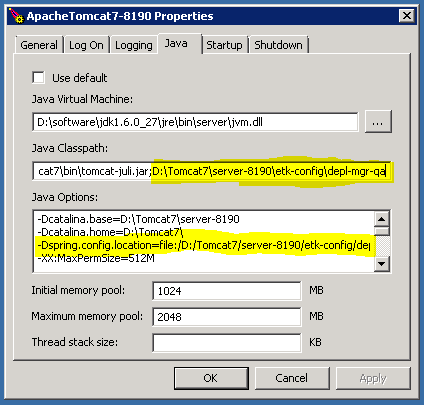 ApacheTomcat7-8190 Properties
General Log On Logging Java Startup Shutdown
Use default
Java Virtual Machine:
D:\software\jdk1.6.0_27\jre\bin\server\jvm.dll
...
Java Classpath:
cat7\bin\tomcat-juli.jar;D:\Tomcat7\server-8190\etk-config\depl-mgr-qa
Java Options:
-Dcatalina.base=D:\Tomcat7\server-8190
-Dcatalina.home=D:\Tomcat7\
-Dspring.config.location=file:/D:/Tomcat7/server-8190/etk-config/dep
-XX:MaxPermSize=512M
Initial memory pool: 1024 MB
Maximum memory pool: 2048 MB
Thread stack size: KB
OK Cancel Apply